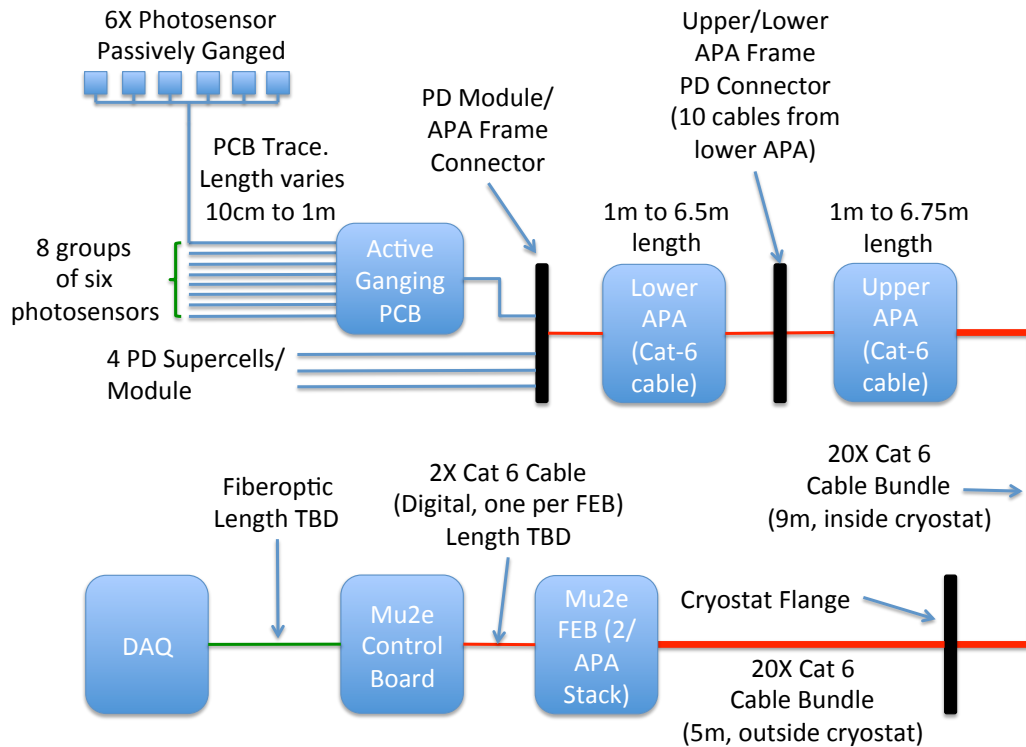 6X Photosensor
Passively Ganged
PCB Trace.
Length varies
10cm to 1m
8 groups
of six
photosensors
Active
Ganging
PCB
4 PD Supercells/
Module
PD Module/
APA Frame
Connector
1m to 6.5m
length
Lower
APA
(Cat-6
cable)
Upper/Lower
APA Frame
PD Connector
(10 cables from
lower APA)
1m to 6.75m
length
Upper
APA
(Cat-6
cable)
20X Cat 6
Cable Bundle
(9m, inside cryostat)
Fiberoptic
Length TBD
2X Cat 6 Cable
(Digital, one per FEB)
Length TBD
DAQ
Mu2e
Control
Board
Mu2e
FEB (2/
APA
Stack)
Cryostat Flange
20X Cat 6
Cable Bundle
(5m, outside cryostat)